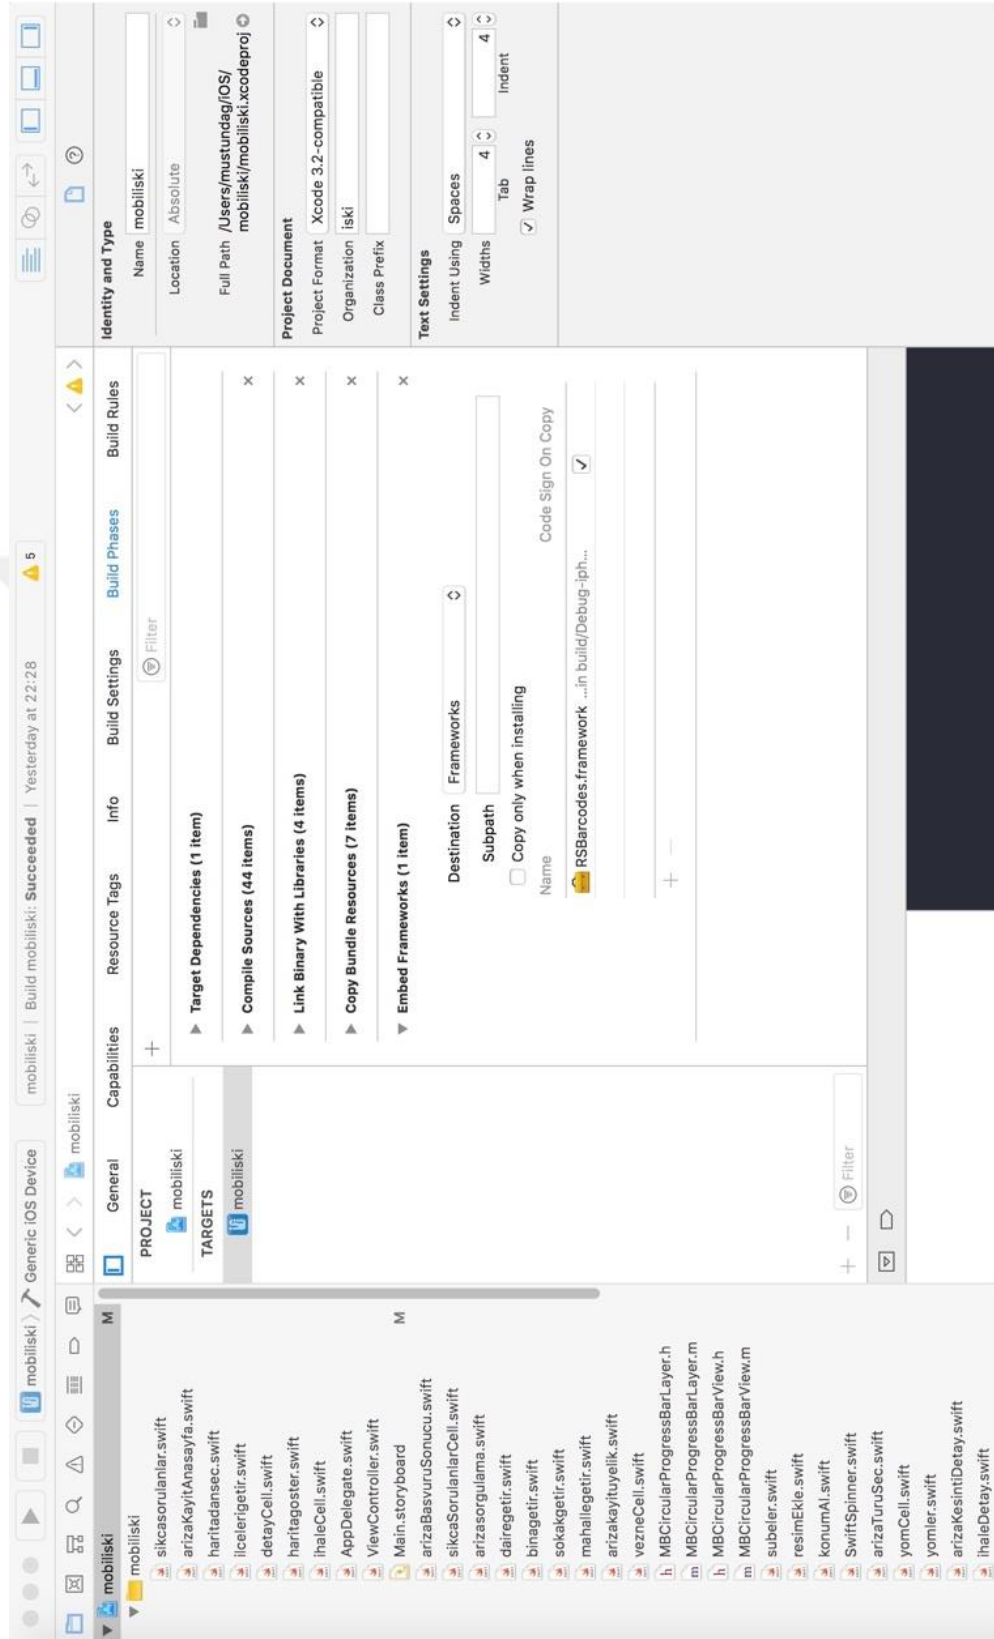 mobiliski Generic iOS Device
mobiliski | Build mobiliski: Succeeded | Yesterday at 22:28
5
mobiliski
mobiliski M
mobiliski
sikcasorulanlar.swift
arizaKayitAnasayfa.swift
haritadansec.swift
ilcelerigetir.swift
detayCell.swift
haritagoster.swift
ihaleCell.swift
AppDelegate.swift
ViewController.swift
Main.storyboard M
arizaBasvuruSonucu.swift
sikcaSorulanlarCell.swift
arizasorgulama.swift
dairegetir.swift
binagetir.swift
sokakgetir.swift
mahallegetir.swift
arizakayituyelik.swift
vezneCell.swift
h MBCircularProgressBarLayer.h
m MBCircularProgressBarLayer.m
h MBCircularProgressBarView.h
m MBCircularProgressBarView.m
subeler.swift
resimEkle.swift
konumAl.swift
SwiftSpinner.swift
arizaTuruSec.swift
yomCell.swift
yomler.swift
arizaKesintiDetay.swift
ihaleDetay.swift
General Capabilities Resource Tags Info Build Settings Build Phases Build Rules
PROJECT
mobiliski
TARGETS
mobiliski
Filter
Filter
Target Dependencies (1 item)
Compile Sources (44 items)
Link Binary With Libraries (4 items)
Copy Bundle Resources (7 items)
Embed Frameworks (1 item)
Destination Frameworks
Subpath
Copy only when installing
Name Code Sign On Copy
RSBarcodes.framework ...in build/Debug-iph...
Identity and Type
Name mobiliski
Location Absolute
Full Path /Users/mustundag/iOS/
mobiliski/mobiliski.xcodeproj
Project Document
Project Format Xcode 3.2-compatible
Organization iski
Class Prefix
Text Settings
Indent Using Spaces
Widths 4 4
Tab Indent
Wrap lines